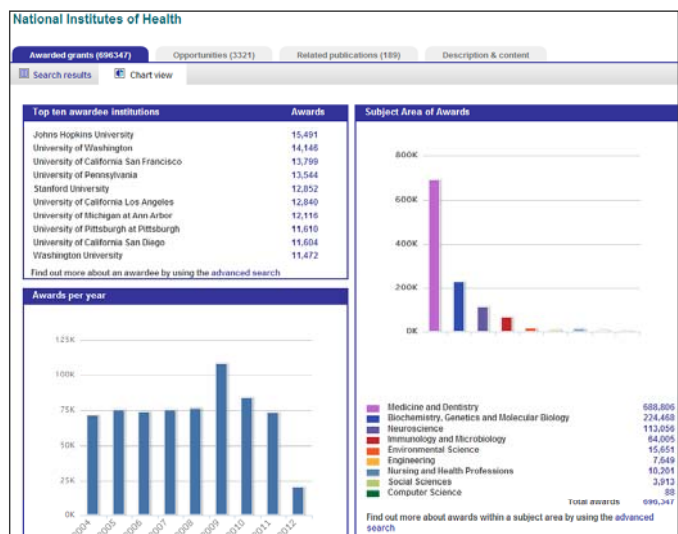 National Institutes of Health
Awarded grants (696347)
Opportunities (3321)
Related publications (189)
Description & content
Search results
Chart view
Top ten awardee institutions Awards
Johns Hopkins University 15,491
University of Washington 14,146
University of California San Francisco 13,799
University of Pennsylvania 13,544
Stanford University 12,852
University of California Los Angeles 12,840
University of Michigan at Ann Arbor 12,116
University of Pittsburgh at Pittsburgh 11,610
University of California San Diego 11,604
Washington University 11,472
Find out more about an awardee by using the advanced search
Awards per year
125K
100K
75K
50K
25K
0K
2004 2005 2006 2007 2008 2009 2010 2011 2012
Subject Area of Awards
800K
600K
400K
200K
0K
Medicine and Dentistry 688,806
Biochemistry, Genetics and Molecular Biology 224,468
Neuroscience 113,056
Immunology and Microbiology 64,005
Environmental Science 15,651
Engineering 7,649
Nursing and Health Professions 10,201
Social Sciences 3,913
Computer Science 88
Total awards 696,347
Find out more about awards within a subject area by using the advanced
search